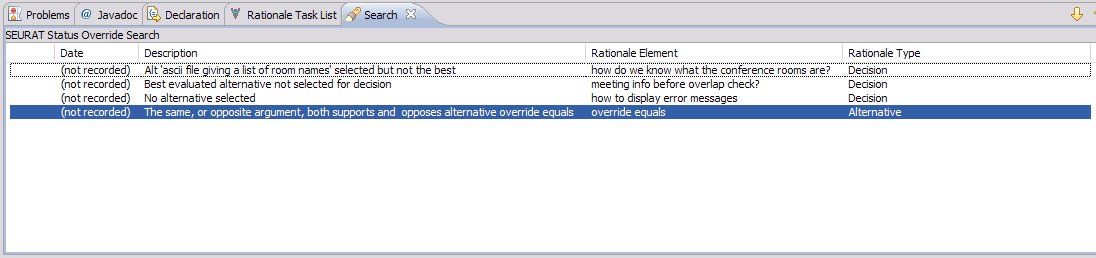 Problems @ Javadoc Declaration Rationale Task List Search
SEURAT Status Override Search
Date Description Rationale Element Rationale Type
(not recorded) Alt 'ascii file giving a list of room names' selected but not the best how do we know what the conference rooms are? Decision
(not recorded) Best evaluated alternative not selected for decision meeting info before overlap check? Decision
(not recorded) No alternative selected how to display error messages Decision
(not recorded) The same, or opposite argument, both supports and  opposes alternative override equals override equals Alternative